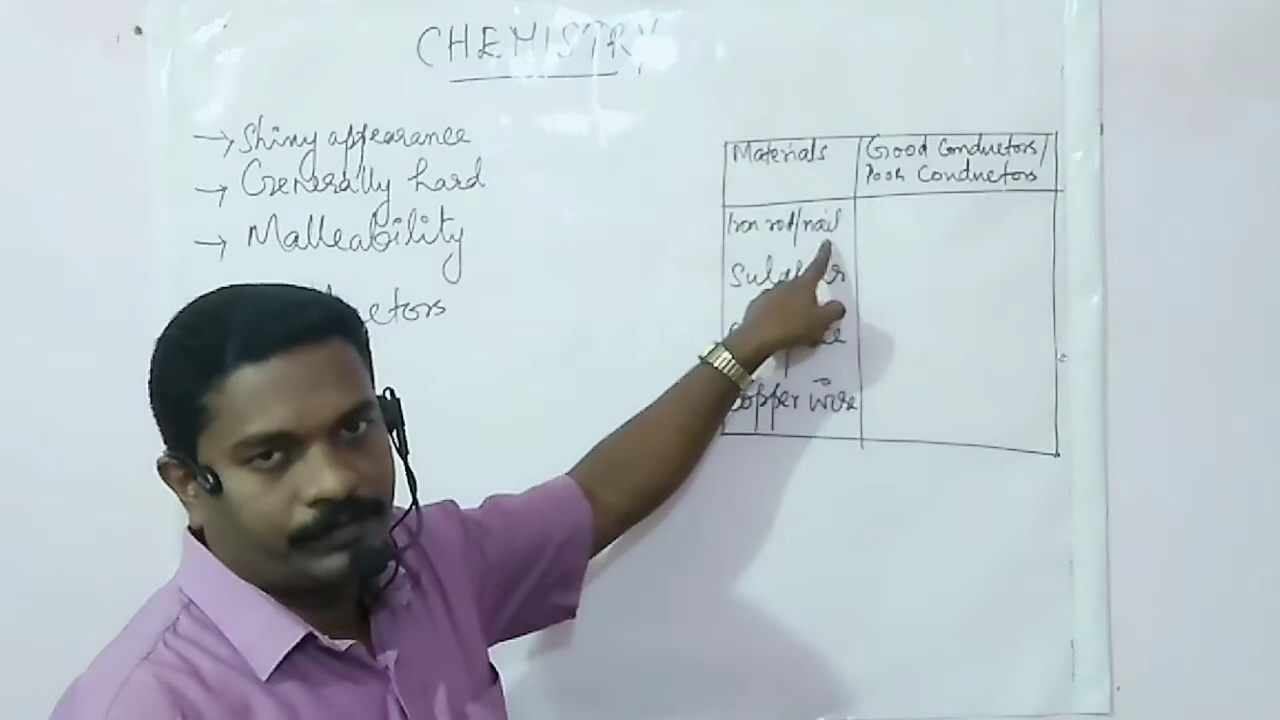 CHEMISTRY
→ Shiny appearance
→ Generally hard
→ Malleability
Materials
Good Conductors/
Poor Conductors
Iron rod/nail
Copper wire